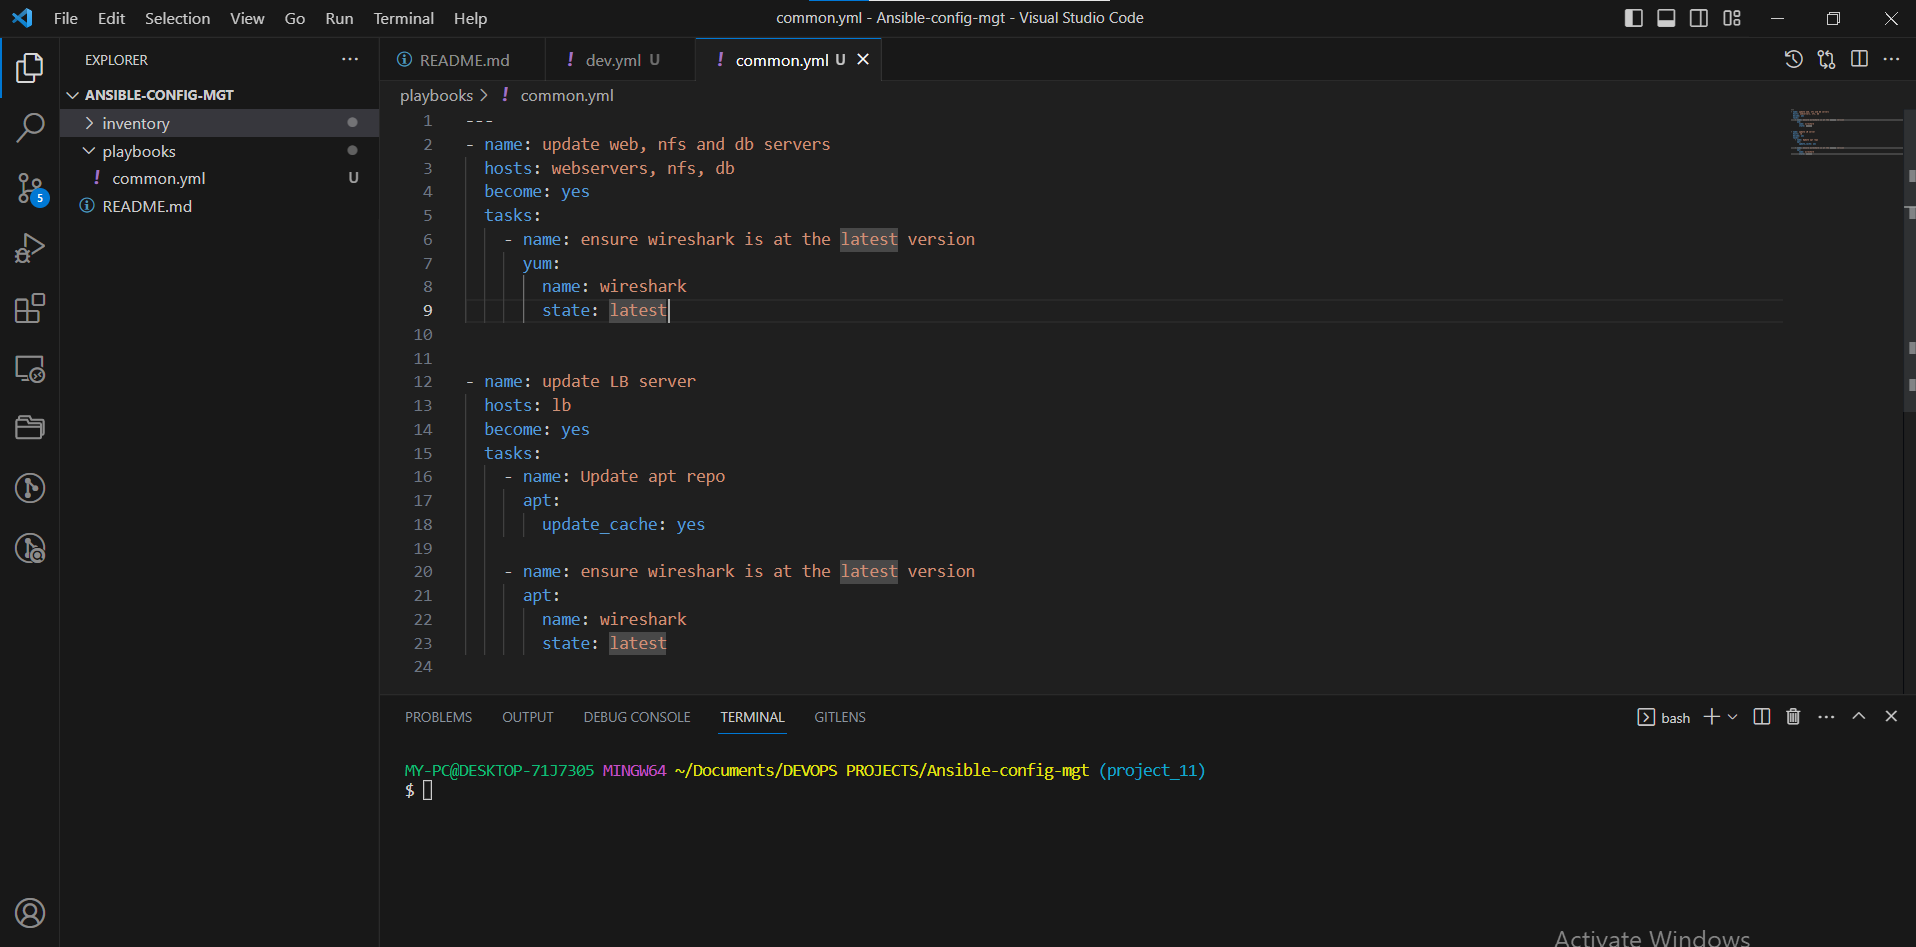 File Edit Selection View Go Run Terminal Help
common.yml - Ansible-config-mgt - Visual Studio Code
EXPLORER
ANSIBLE-CONFIG-MGT
inventory
playbooks
! common.yml U
README.md
5
README.md
! dev.yml U
! common.yml U
playbooks > ! common.yml
1 ---
2 - name: update web, nfs and db servers
3 hosts: webservers, nfs, db
4 become: yes
5 tasks:
6 - name: ensure wireshark is at the latest version
7 yum:
8 name: wireshark
9 state: latest
10
11
12 - name: update LB server
13 hosts: lb
14 become: yes
15 tasks:
16 - name: Update apt repo
17 apt:
18 update_cache: yes
19
20 - name: ensure wireshark is at the latest version
21 apt:
22 name: wireshark
23 state: latest
24
PROBLEMS OUTPUT DEBUG CONSOLE TERMINAL GITLENS
bash
MY-PC@DESKTOP-71J7305 MINGW64 ~/Documents/DEVOPS PROJECTS/Ansible-config-mgt (project_11)
$
Activate Windows